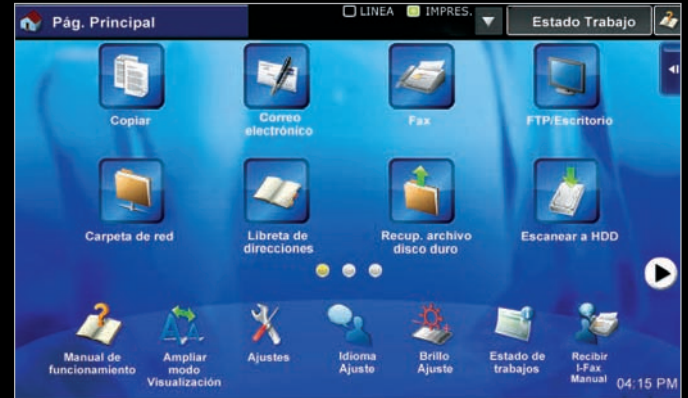 Pág. Principal
LINEA
IMPRES.
Estado Trabajo
Copiar
Correo
electrónico
Fax
FTP/Escritorio
Carpeta de red
Libreta de
direcciones
Recup. archivo
disco duro
Escanear a HDD
Manual de
funcionamiento
Ampliar
modo
Visualización
Ajustes
Idioma
Ajuste
Brillo
Ajuste
Estado de
trabajos
Recibir
I-Fax
Manual
04:15 PM